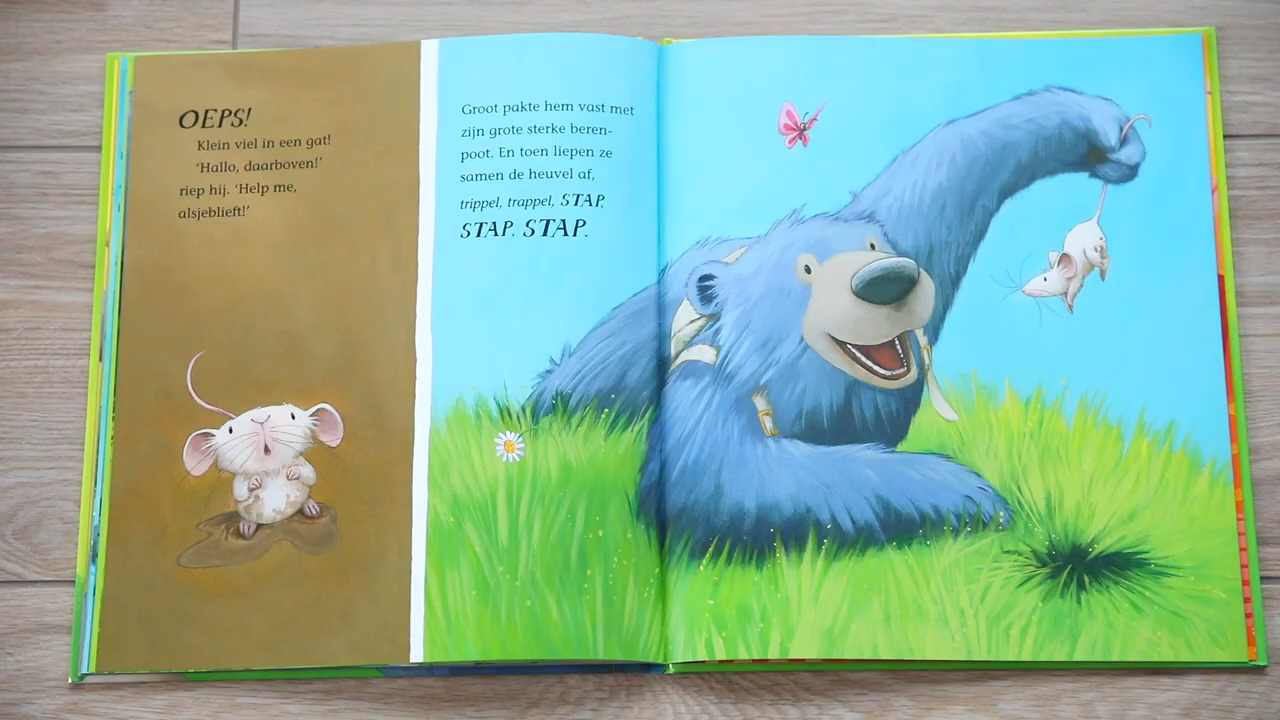 OEPS!
Klein viel in een gat!
‘Hallo, daarboven!’
riep hij. ‘Help me,
alsjeblieft!’
Groot pakte hem vast met
zijn grote sterke beren-
poot. En toen liepen ze
samen de heuvel af,
trippel, trappel, STAP.
STAP. STAP.